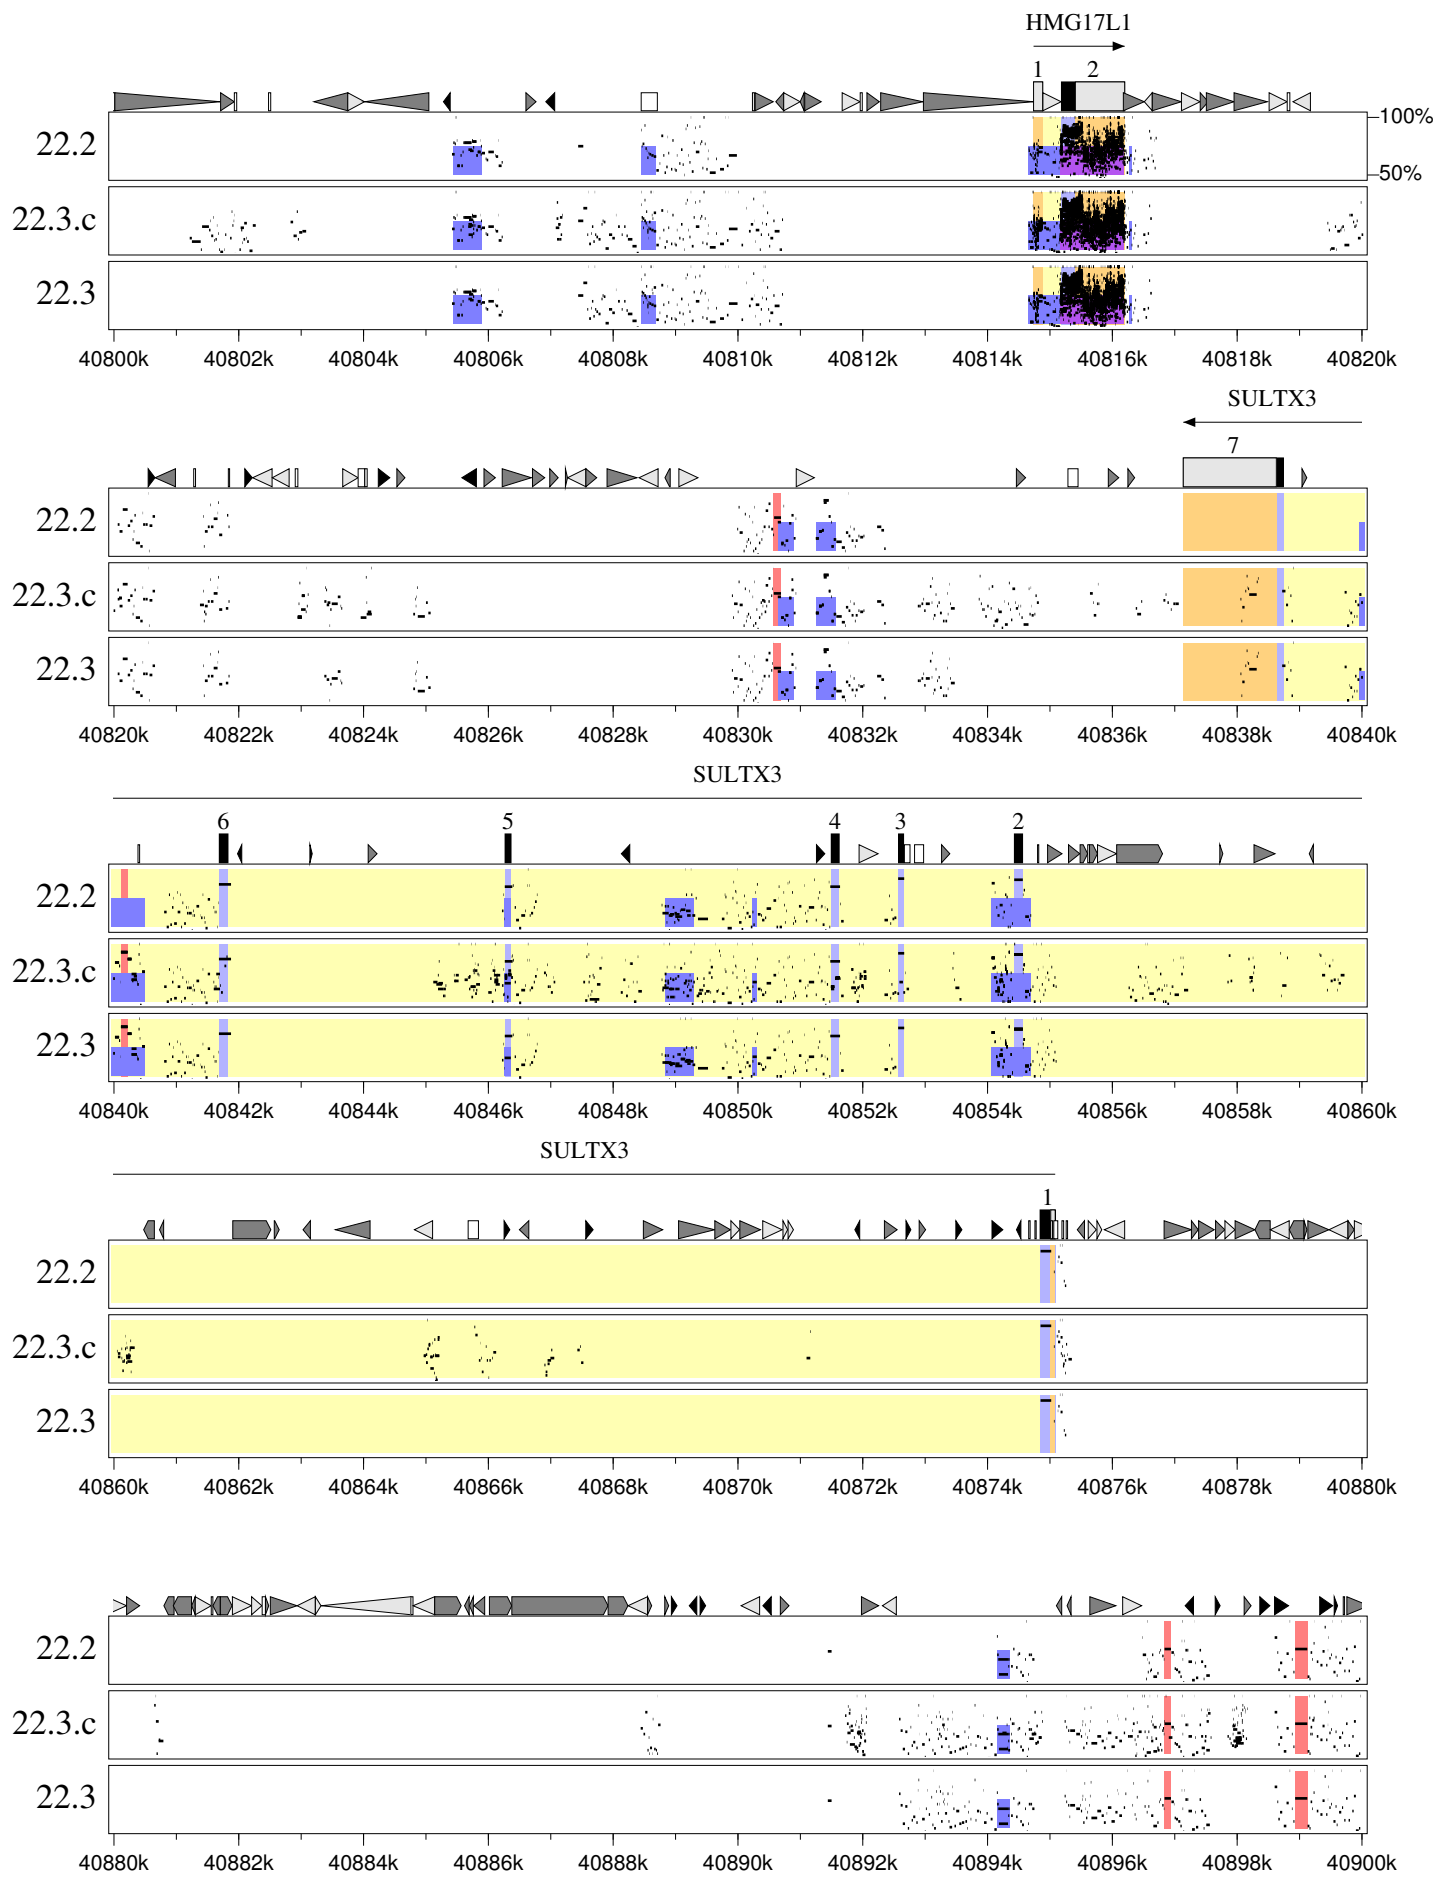 HMG17L1
1 2
22.2 100%
50%
22.3.c
22.3
40800k 40802k 40804k 40806k 40808k 40810k 40812k 40814k 40816k 40818k 40820k
SULTX3
7
22.2
22.3.c
22.3
40820k 40822k 40824k 40826k 40828k 40830k 40832k 40834k 40836k 40838k 40840k
SULTX3
6 5 4 3 2
22.2
22.3.c
22.3
40840k 40842k 40844k 40846k 40848k 40850k 40852k 40854k 40856k 40858k 40860k
SULTX3
1
22.2
22.3.c
22.3
40860k 40862k 40864k 40866k 40868k 40870k 40872k 40874k 40876k 40878k 40880k
22.2
22.3.c
22.3
40880k 40882k 40884k 40886k 40888k 40890k 40892k 40894k 40896k 40898k 40900k